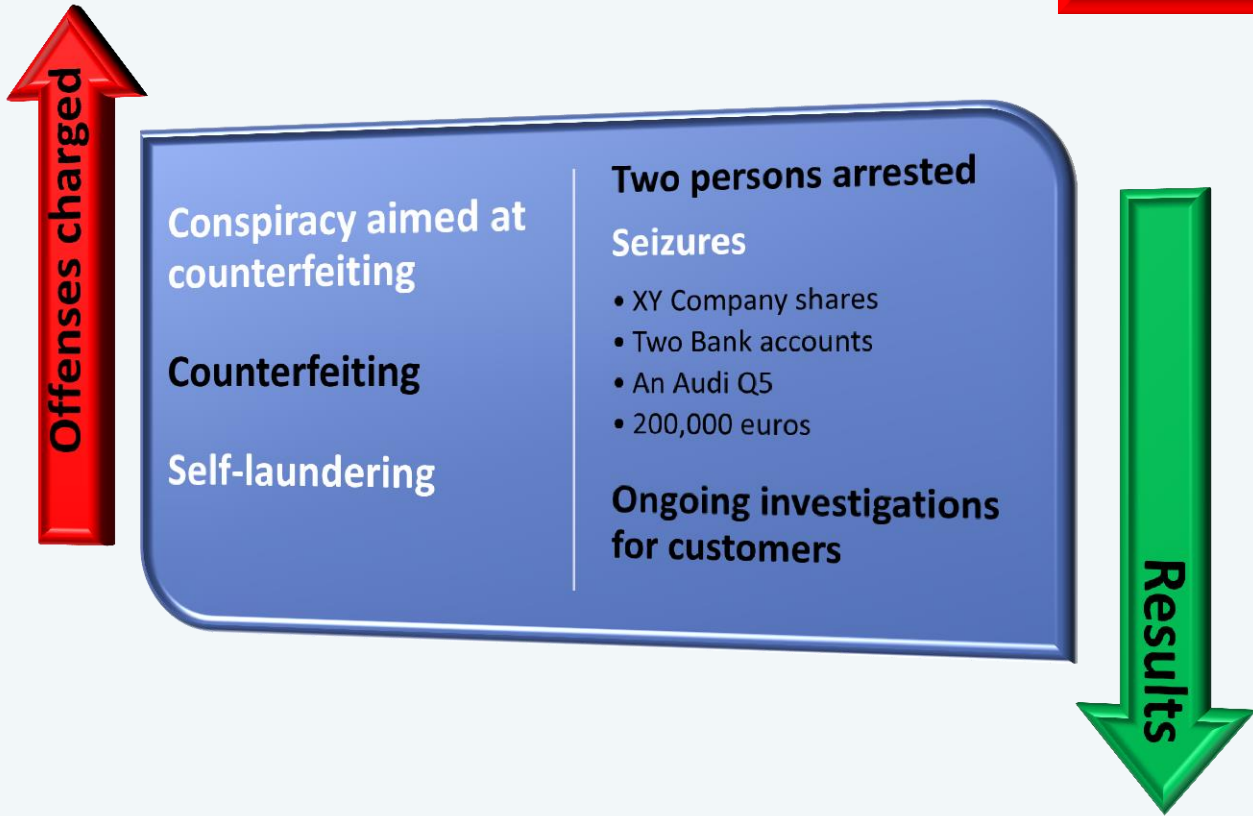 Offenses charged
Conspiracy aimed at
counterfeiting
Counterfeiting
Self-laundering
Two persons arrested
Seizures
• XY Company shares
• Two Bank accounts
• An Audi Q5
• 200,000 euros
Ongoing investigations
for customers
Results